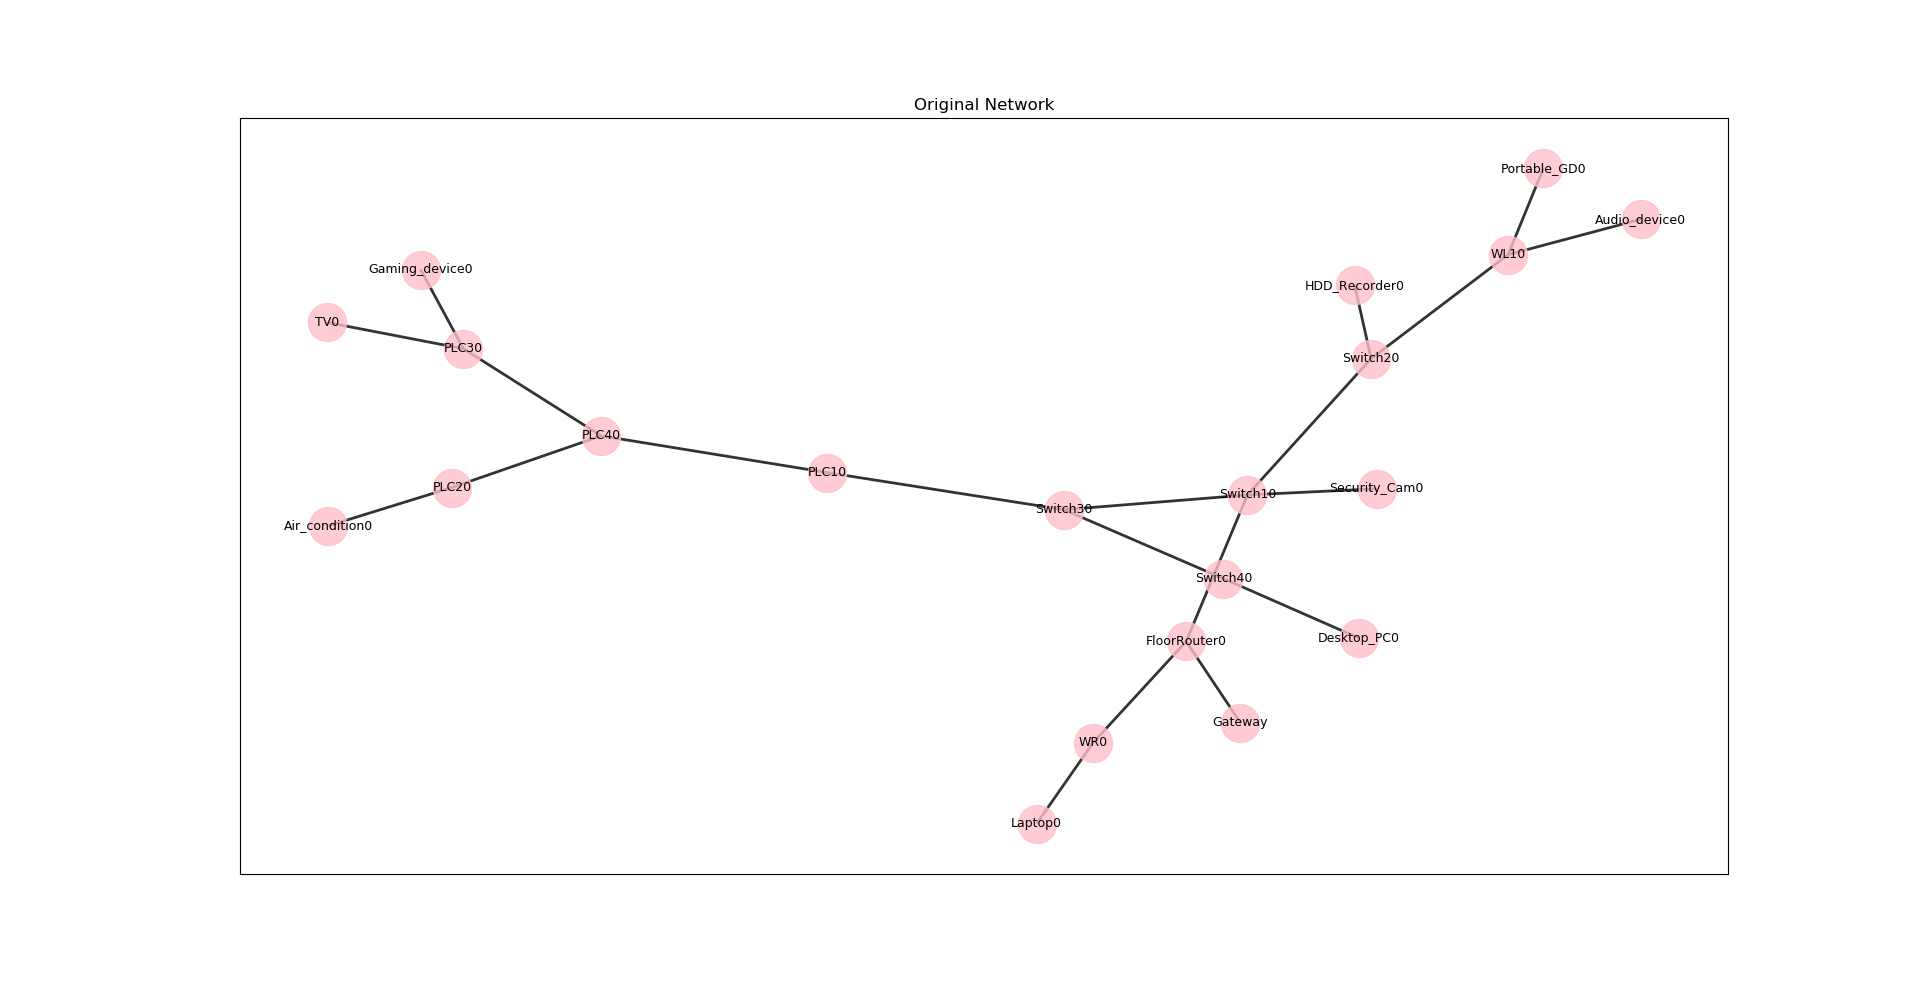 Original Network
Portable_GD0
Audio_device0
WL10
Gaming_device0
HDD_Recorder0
TV0
PLC30
Switch20
PLC40
PLC10
PLC20
Security_Cam0
Switch10
Switch30
Air_condition0
Switch40
Desktop_PC0
FloorRouter0
Gateway
WR0
Laptop0